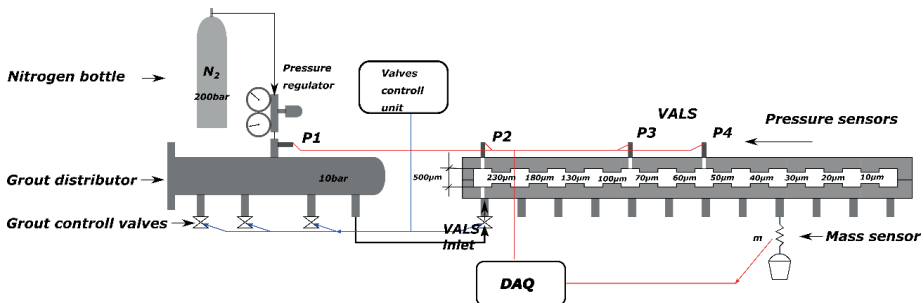 Nitrogen bottle
N2
200bar
Pressure
regulator
Valves
controll
unit
VALS
P1
P2
P3
P4
Pressure sensors
Grout distributor
10bar
500µm
230µm
180µm
130µm
100µm
70µm
60µm
50µm
40µm
30µm
20µm
10µm
Grout controll valves
VALS
inlet
m
Mass sensor
DAQ